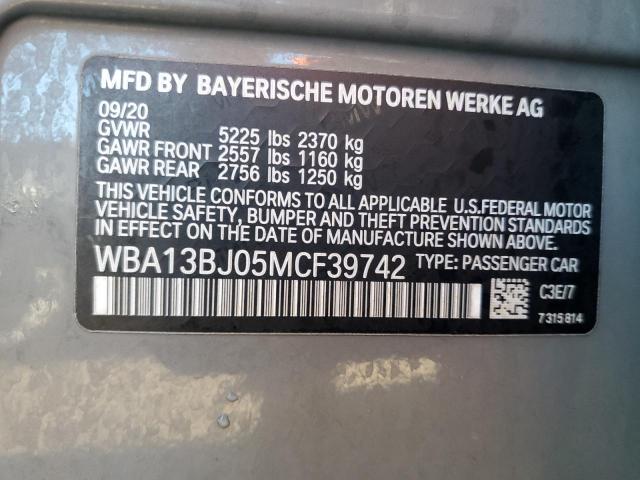 MFD BY BAYERISCHE MOTOREN WERKE AG
09/20
GVWR 5225 lbs 2370 kg
GAWR FRONT 2557 lbs 1160 kg
GAWR REAR 2756 lbs 1250 kg
THIS VEHICLE CONFORMS TO ALL APPLICABLE U.S.FEDERAL MOTOR
VEHICLE SAFETY, BUMPER AND THEFT PREVENTION STANDARDS
IN EFFECT ON THE DATE OF MANUFACTURE SHOWN ABOVE.
WBA13BJ05MCF39742 TYPE: PASSENGER CAR
C3E/7
7315814